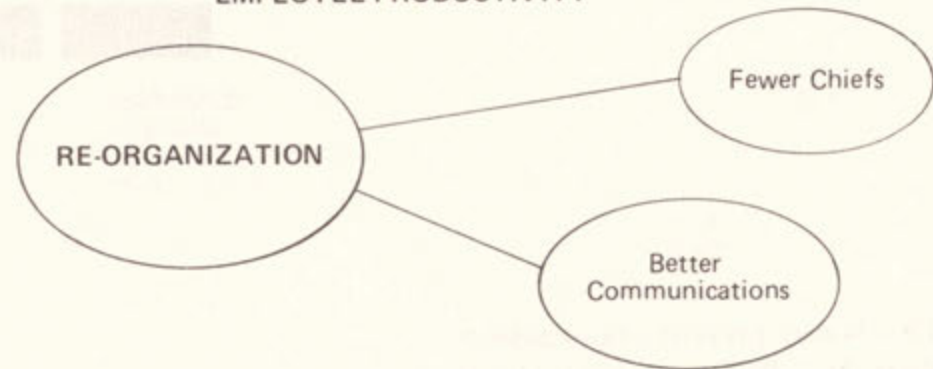 EMPLOYEE PRODUCTIVITY
RE-ORGANIZATION
Fewer Chiefs
Better
Communications